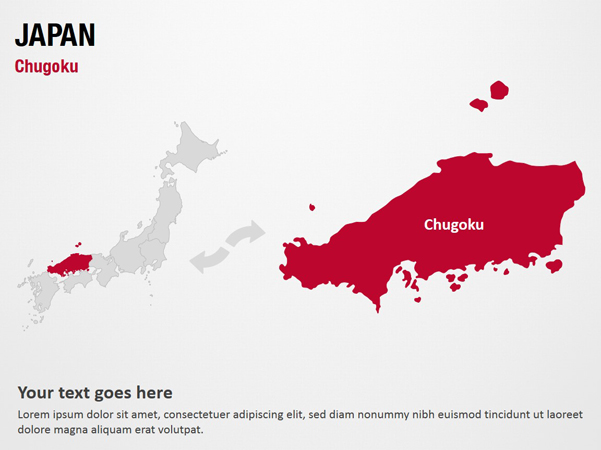 JAPAN
Chugoku
Chugoku
Your text goes here
Lorem ipsum dolor sit amet, consectetuer adipiscing elit, sed diam nonummy nibh euismod tincidunt ut laoreet
dolore magna aliquam erat volutpat.